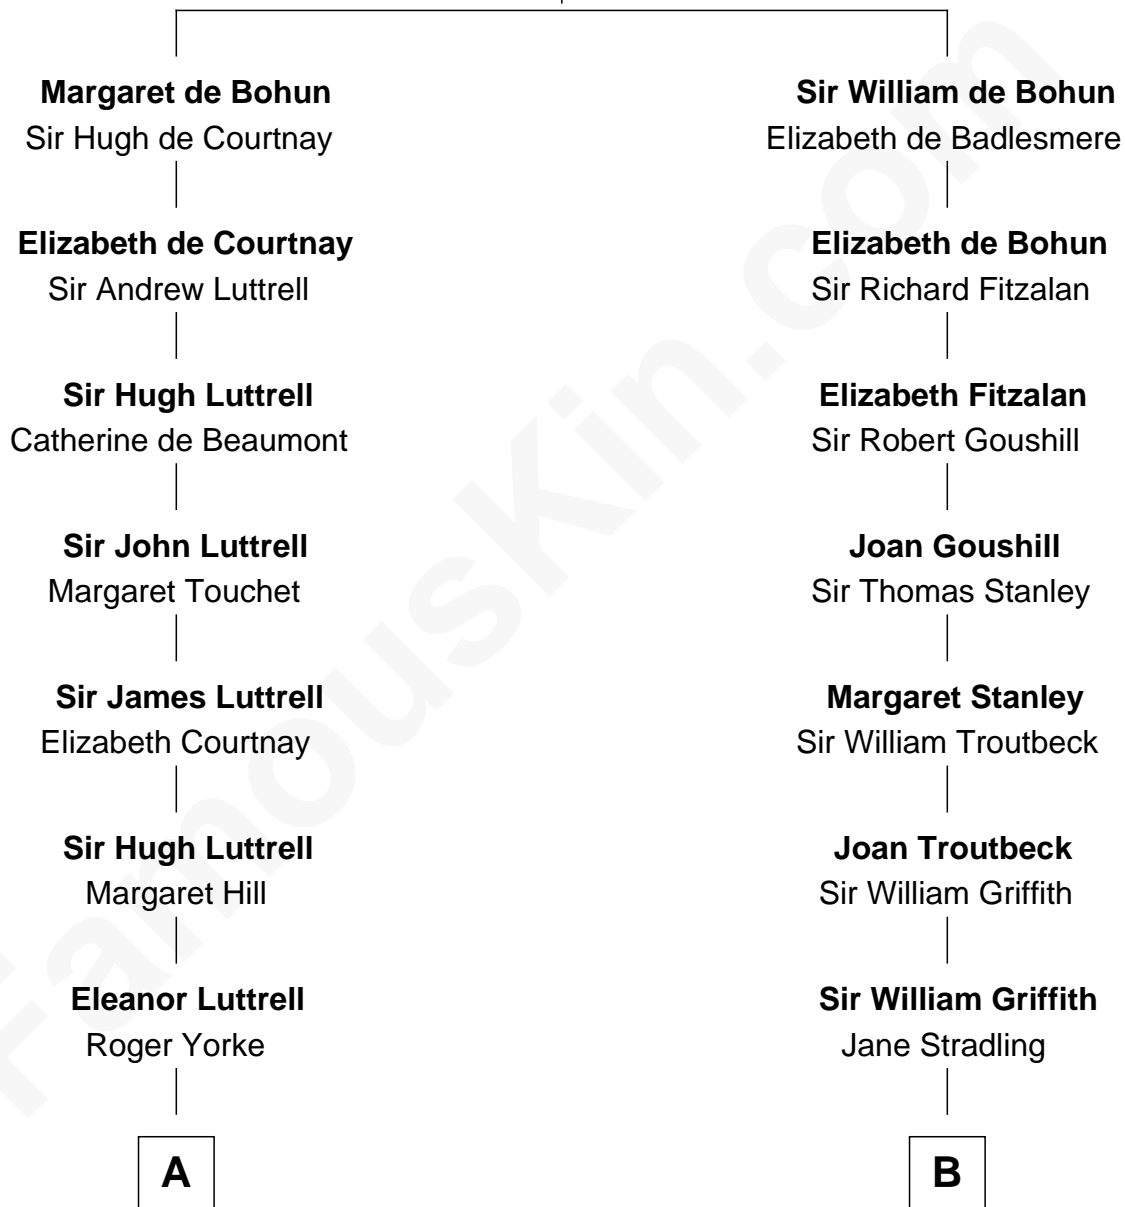 Margaret de Bohun
Sir Hugh de Courtnay
Elizabeth de Courtnay
Sir Andrew Luttrell
Sir Hugh Luttrell
Catherine de Beaumont
Sir John Luttrell
Margaret Touchet
Sir James Luttrell
Elizabeth Courtnay
Sir Hugh Luttrell
Margaret Hill
Eleanor Luttrell
Roger Yorke
A
Sir William de Bohun
Elizabeth de Badlesmere
Elizabeth de Bohun
Sir Richard Fitzalan
Elizabeth Fitzalan
Sir Robert Goushill
Joan Goushill
Sir Thomas Stanley
Margaret Stanley
Sir William Troutbeck
Joan Troutbeck
Sir William Griffith
Sir William Griffith
Jane Stradling
B
FamousKin.com